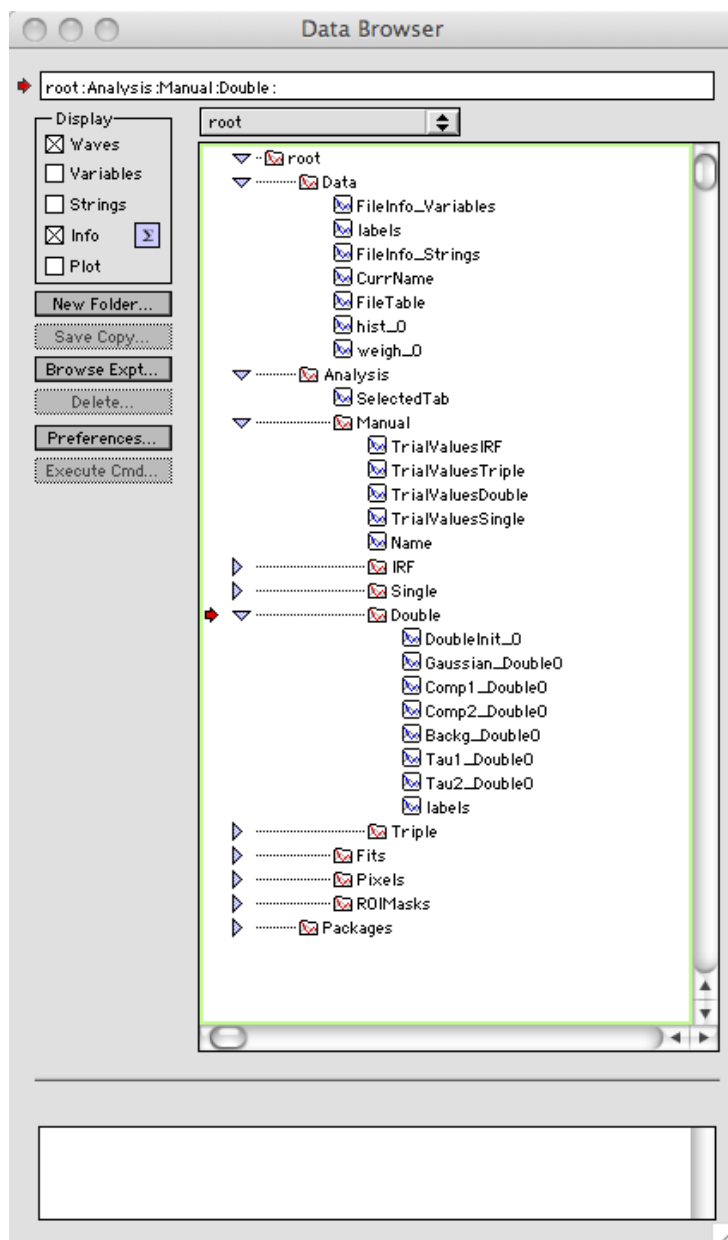 Data Browser
root:Analysis:Manual:Double:
Display
Waves
Variables
Strings
Info Σ
Plot
New Folder...
Save Copy...
Browse Expt...
Delete...
Preferences...
Execute Cmd...
root
root
Data
FileInfo_Variables
labels
FileInfo_Strings
CurrName
FileTable
hist_0
weigh_0
Analysis
SelectedTab
Manual
TrialValuesIRF
TrialValuesTriple
TrialValuesDouble
TrialValuesSingle
Name
IRF
Single
Double
DoubleInit_0
Gaussian_Double0
Comp1_Double0
Comp2_Double0
Backg_Double0
Tau1_Double0
Tau2_Double0
labels
Triple
Fits
Pixels
ROIMasks
Packages